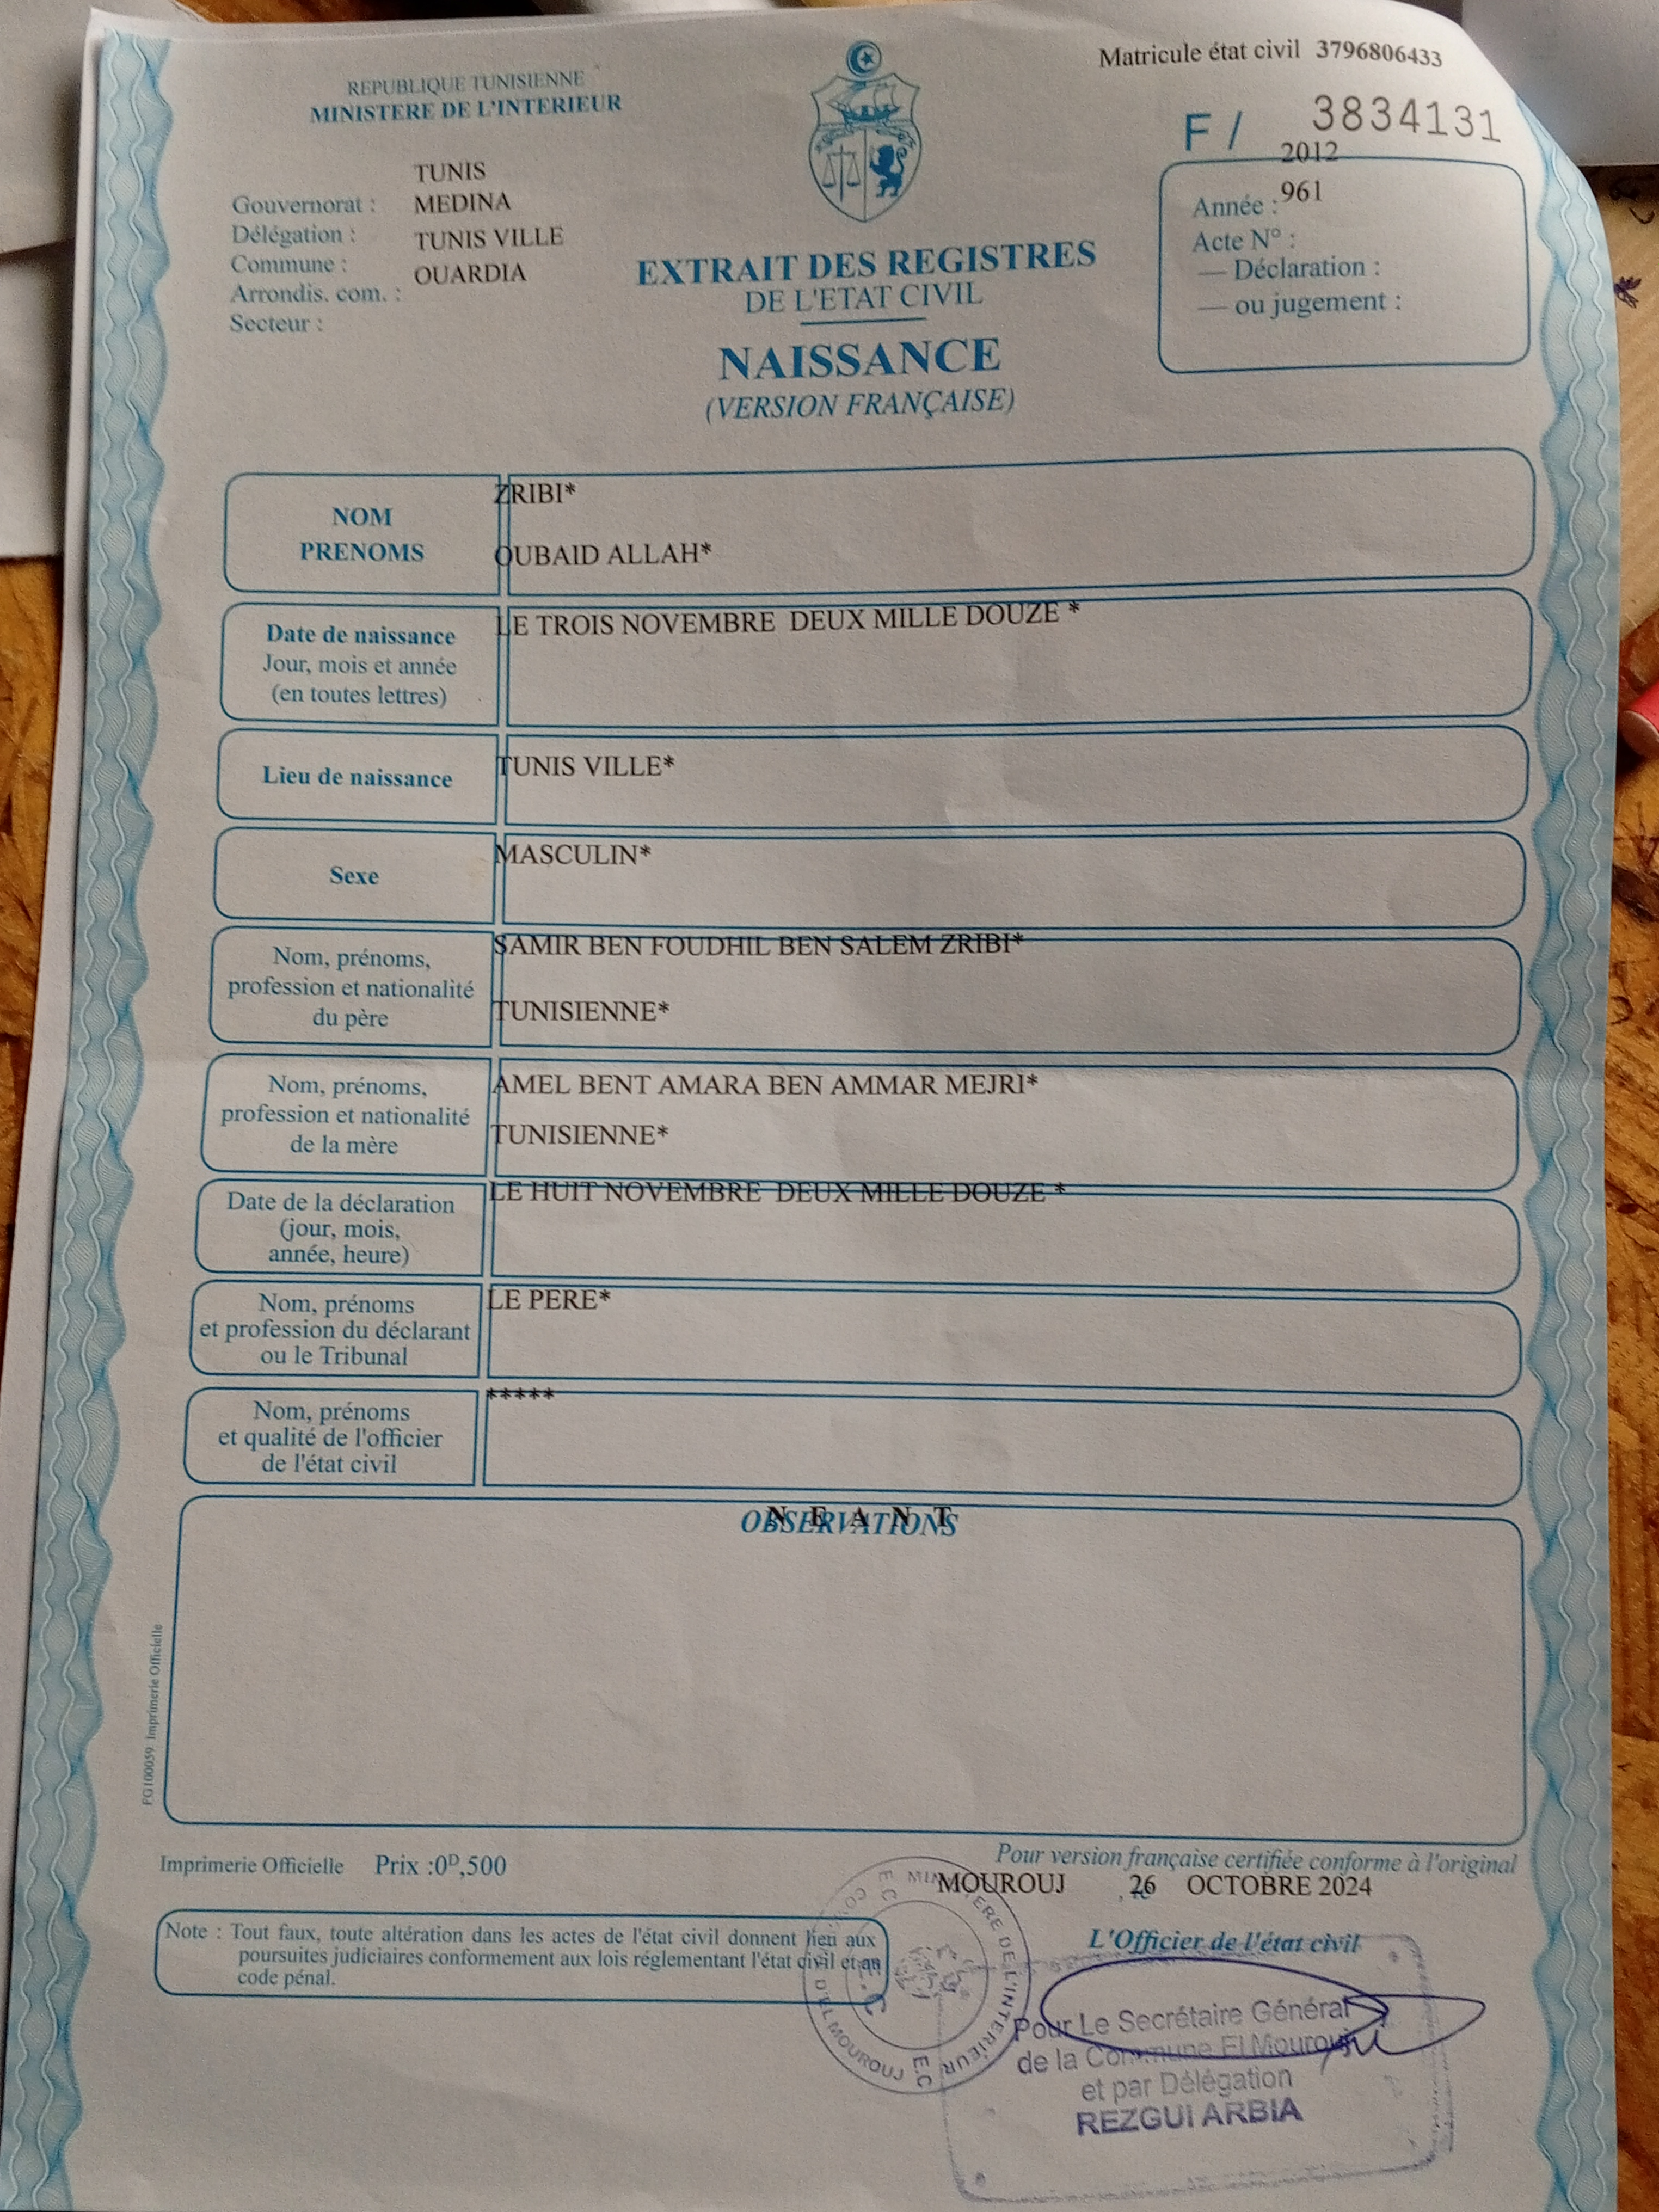 Matricule état civil 3796806433
REPUBLIQUE TUNISIENNE
MINISTERE DE L'INTERIEUR
F / 3834131
2012
TUNIS
Gouvernorat : MEDINA
Délégation : TUNIS VILLE
Commune : OUARDIA
Arrondis. com. :
Secteur :
Année : 961
Acte N° :
— Déclaration :
— ou jugement :
EXTRAIT DES REGISTRES
DE L'ETAT CIVIL
NAISSANCE
(VERSION FRANÇAISE)
NOM
PRENOMS
ZRIBI*
OUBAID ALLAH*
Date de naissance
Jour, mois et année
(en toutes lettres)
LE TROIS NOVEMBRE DEUX MILLE DOUZE *
Lieu de naissance
TUNIS VILLE*
Sexe
MASCULIN*
Nom, prénoms,
profession et nationalité
du père
SAMIR BEN FOUDHIL BEN SALEM ZRIBI*
TUNISIENNE*
Nom, prénoms,
profession et nationalité
de la mère
AMEL BENT AMARA BEN AMMAR MEJRI*
TUNISIENNE*
Date de la déclaration
(jour, mois,
année, heure)
LE HUIT NOVEMBRE DEUX MILLE DOUZE *
Nom, prénoms
et profession du déclarant
ou le Tribunal
LE PERE*
Nom, prénoms
et qualité de l'officier
de l'état civil
*****
OBSERVATIONS
N E A N T
FG100059 Imprimerie Officielle
Imprimerie Officielle Prix :0ᴰ,500
Pour version française certifiée conforme à l'original
MOUROUJ , le 26 OCTOBRE 2024
Note : Tout faux, toute altération dans les actes de l'état civil donnent lieu aux
poursuites judiciaires conformement aux lois réglementant l'état civil et au
code pénal.
L'Officier de l'état civil
MINISTERE DE L'INTERIEUR
D'EL MOUROUJ
E.C
Pour Le Secrétaire Général
de la Commune El Mourouj
et par Délégation
REZGUI ARBIA